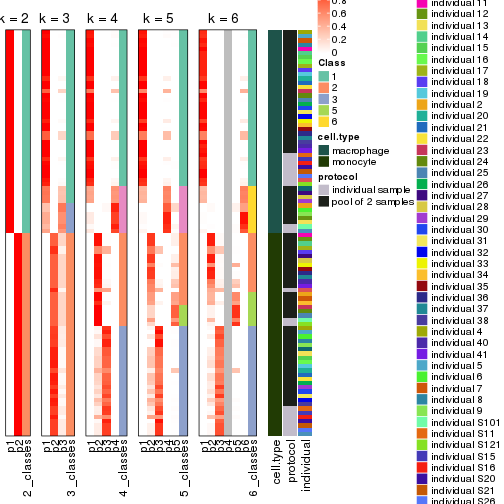 k = 2
k = 3
k = 4
k = 5
k = 6
0.8
0.6
0.4
0.2
0
Class
1
2
3
5
6
cell.type
macrophage
monocyte
protocol
individual sample
pool of 2 samples
individual 11
individual 12
individual 13
individual 14
individual 15
individual 16
individual 17
individual 18
individual 19
individual 2
individual 20
individual 21
individual 22
individual 23
individual 24
individual 25
individual 26
individual 27
individual 28
individual 29
individual 30
individual 31
individual 32
individual 33
individual 34
individual 35
individual 36
individual 37
individual 38
individual 4
individual 40
individual 41
individual 5
individual 6
individual 7
individual 8
individual 9
individual S101
individual S11
individual S121
individual S15
individual S16
individual S20
individual S21
individual S26
p1
p2
2_classes
p1
p2
p3
3_classes
p1
p2
p3
p4
4_classes
p1
p2
p3
p4
p5
5_classes
p1
p2
p3
p4
p5
p6
6_classes
cell.type
protocol
individual